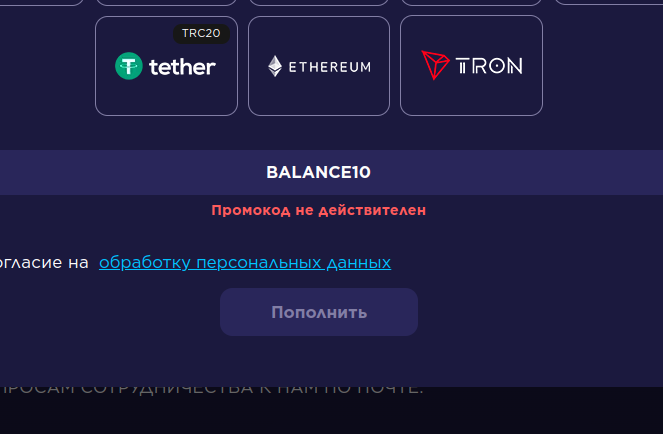 TRC20
tether
ETHEREUM
TRON
BALANCE10
Промокод не действителен
огласие на обработку персональных данных
Пополнить
ПРОСАМ СОТРУДНИЧЕСТВА К НАМ ПО ПОЧТЕ: